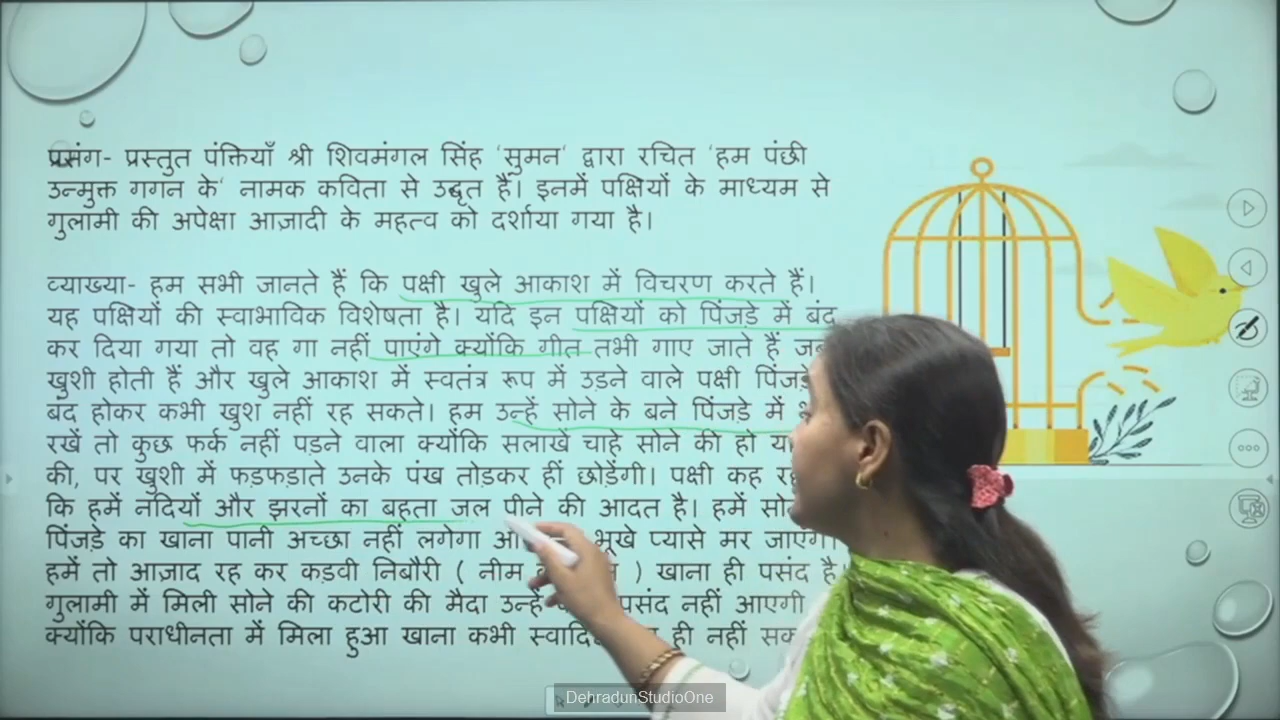 प्रसंग- प्रस्तुत पंक्तियाँ श्री शिवमंगल सिंह 'सुमन' द्वारा रचित 'हम पंछी
उन्मुक्त गगन के' नामक कविता से उद्धृत हैं। इनमें पक्षियों के माध्यम से
गुलामी की अपेक्षा आज़ादी के महत्व को दर्शाया गया है।
व्याख्या- हम सभी जानते हैं कि पक्षी खुले आकाश में विचरण करते हैं।
यह पक्षियों की स्वाभाविक विशेषता है। यदि इन पक्षियों को पिंजड़े में बंद
कर दिया गया तो वह गा नहीं पाएंगे क्योंकि गीत तभी गाए जाते हैं जब
खुशी होती हैं और खुले आकाश में स्वतंत्र रूप में उड़ने वाले पक्षी
बंद होकर कभी खुश नहीं रह सकते। हम उन्हें सोने के बने पिंजड़े में
रखें तो कुछ फर्क नहीं पड़ने वाला क्योंकि सलाखें चाहे सोने की हो
की, पर खुशी में फड़फड़ाते उनके पंख तोड़कर हीं छोड़ेंगी। पक्षी कह
कि हमें नदियों और झरनों का बहता जल पीने की आदत है। हमें
पिंजड़े का खाना पानी अच्छा नहीं लगेगा भूखे प्यासे मर जाएंगे।
हमें तो आज़ाद रह कर कड़वी निबौरी ( नीम ) खाना ही पसंद है।
गुलामी में मिली सोने की कटोरी की मैदा उन्हें पसंद नहीं आएगी
क्योंकि पराधीनता में मिला हुआ खाना कभी ही नहीं
DehradunStudioOne